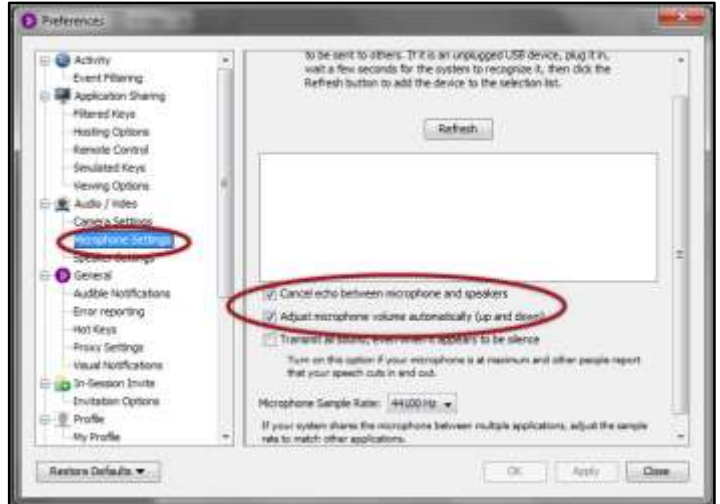 Preferences
Activity
Event Filtering
Application Sharing
Filtered Keys
Hosting Options
Remote Control
Simulated Keys
Viewing Options
Audio / Video
Camera Settings
Microphone Settings
Speaker Settings
General
Audible Notifications
Error reporting
Hot Keys
Proxy Settings
Visual Notifications
In-Session Invite
Invitation Options
Profile
My Profile
to be sent to others. If it is an unplugged USB device, plug it in,
wait a few seconds for the system to recognize it, then click the
Refresh button to add the device to the selection list.
Refresh
Cancel echo between microphone and speakers
Adjust microphone volume automatically (up and down)
Transmit all sound, even when it appears to be silence
Turn on this option if your microphone is at maximum and other people report
that your speech cuts in and out.
Microphone Sample Rate: 44100 Hz
If your system shares the microphone between multiple applications, adjust the sample
rate to match other applications.
Restore Defaults
OK
Apply
Close